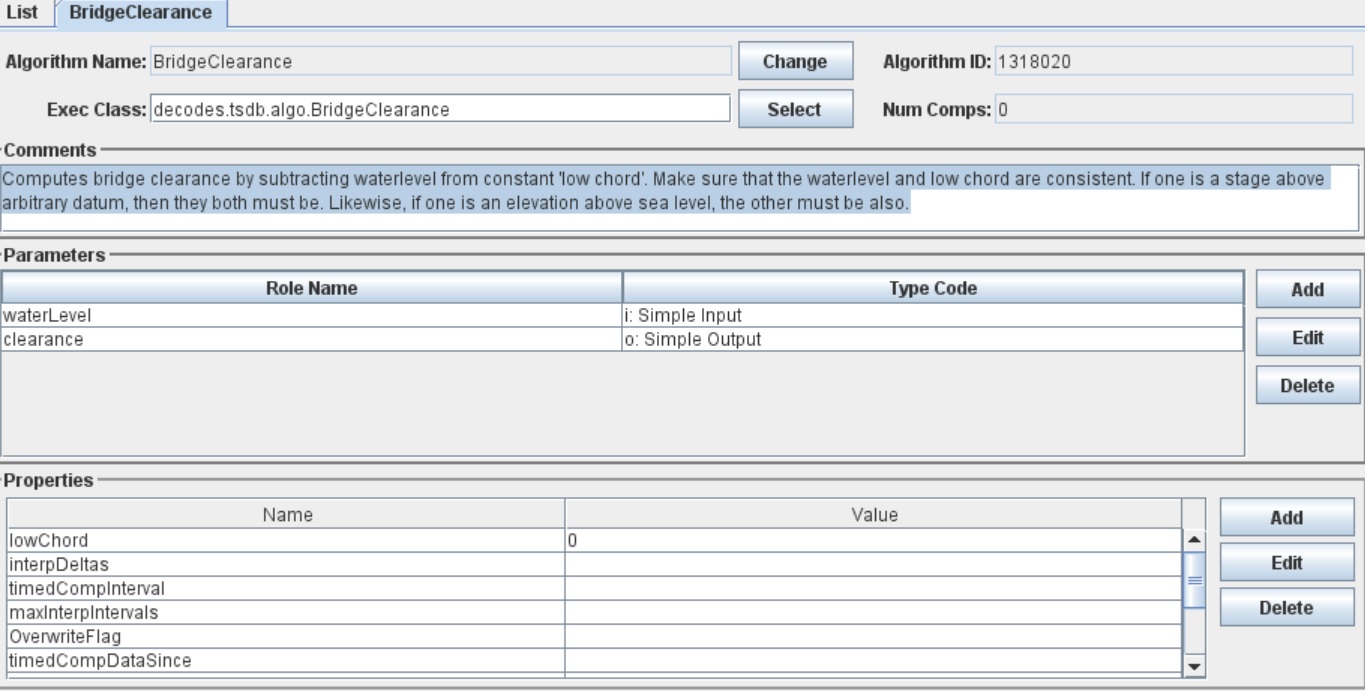 List BridgeClearance
Algorithm Name: BridgeClearance Change Algorithm ID: 1318020
Exec Class: decodes.tsdb.algo.BridgeClearance Select Num Comps: 0
Comments
Computes bridge clearance by subtracting waterlevel from constant 'low chord'. Make sure that the waterlevel and low chord are consistent. If one is a stage above
arbitrary datum, then they both must be. Likewise, if one is an elevation above sea level, the other must be also.
Parameters
Role Name Type Code Add
waterLevel i: Simple Input
clearance o: Simple Output Edit
Delete
Properties
Name Value Add
lowChord 0
interpDeltas Edit
timedCompInterval
maxInterpIntervals Delete
OverwriteFlag
timedCompDataSince